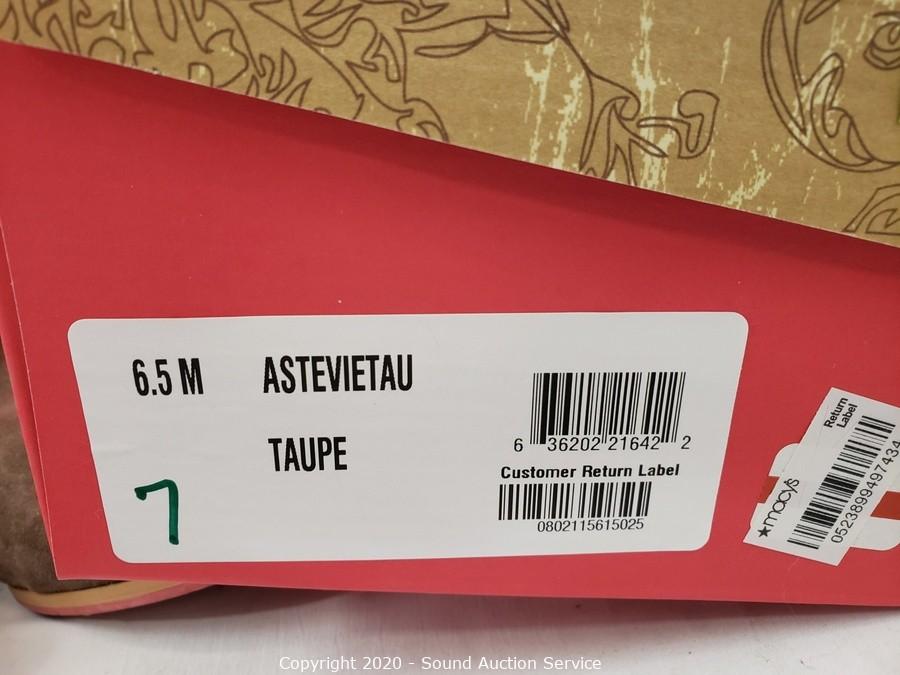 6.5 M ASTEVIETAU
TAUPE
7
6 36202 21642 2
Customer Return Label
0802115615025
Return
Label
★macys
0523899497434
Copyright 2020 - Sound Auction Service